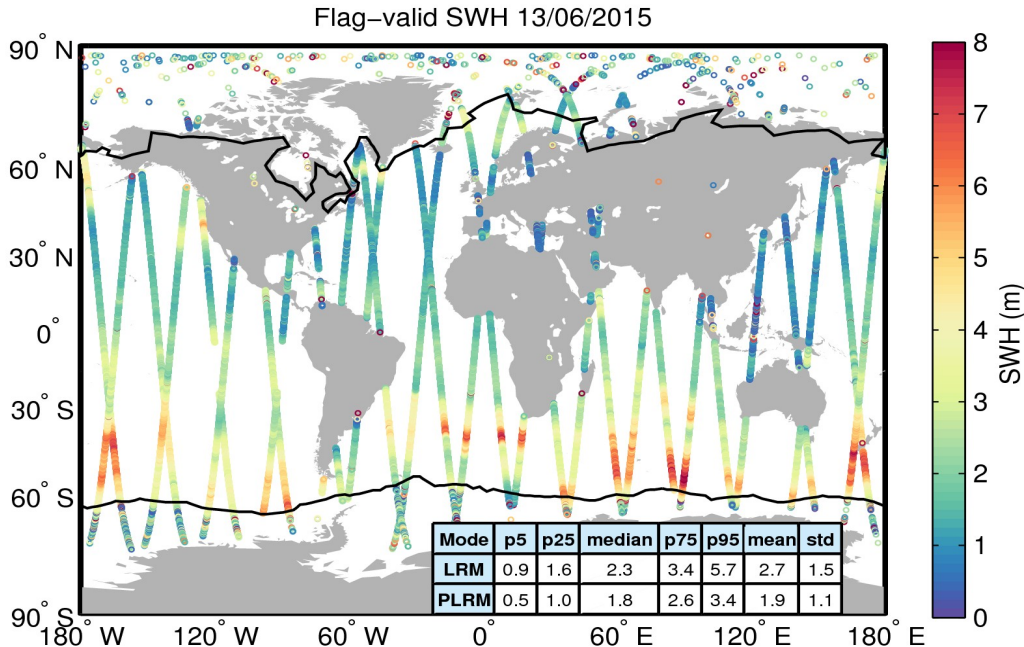 Flag−valid SWH 13/06/2015
90° N
60° N
30° N
0°
30° S
60° S
90° S
180° W
120° W
60° W
0°
60° E
120° E
180° E
Mode p5 p25 median p75 p95 mean std
LRM 0.9 1.6 2.3 3.4 5.7 2.7 1.5
PLRM 0.5 1.0 1.8 2.6 3.4 1.9 1.1
8
7
6
5
4
3
2
1
0
SWH (m)